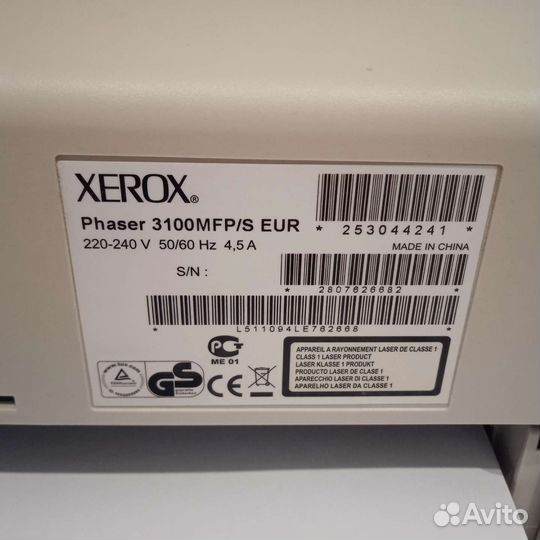 XEROX®
Phaser 3100MFP/S EUR
220-240 V 50/60 Hz 4,5 A
* 253044241 *
MADE IN CHINA
S/N :
* 2807626682 *
L511094LE762668
PCT
ME 01
GS
CE
APPAREIL A RAYONNEMENT LASER DE CLASSE 1
CLASS 1 LASER PRODUCT
LASER KLASSE 1 PRODUKT
PRODUCTO LASER DE CLASE 1
APPARECCHIO LASER DI CLASSE 1
APARELHO LASER DA CLASSE 1
Avito